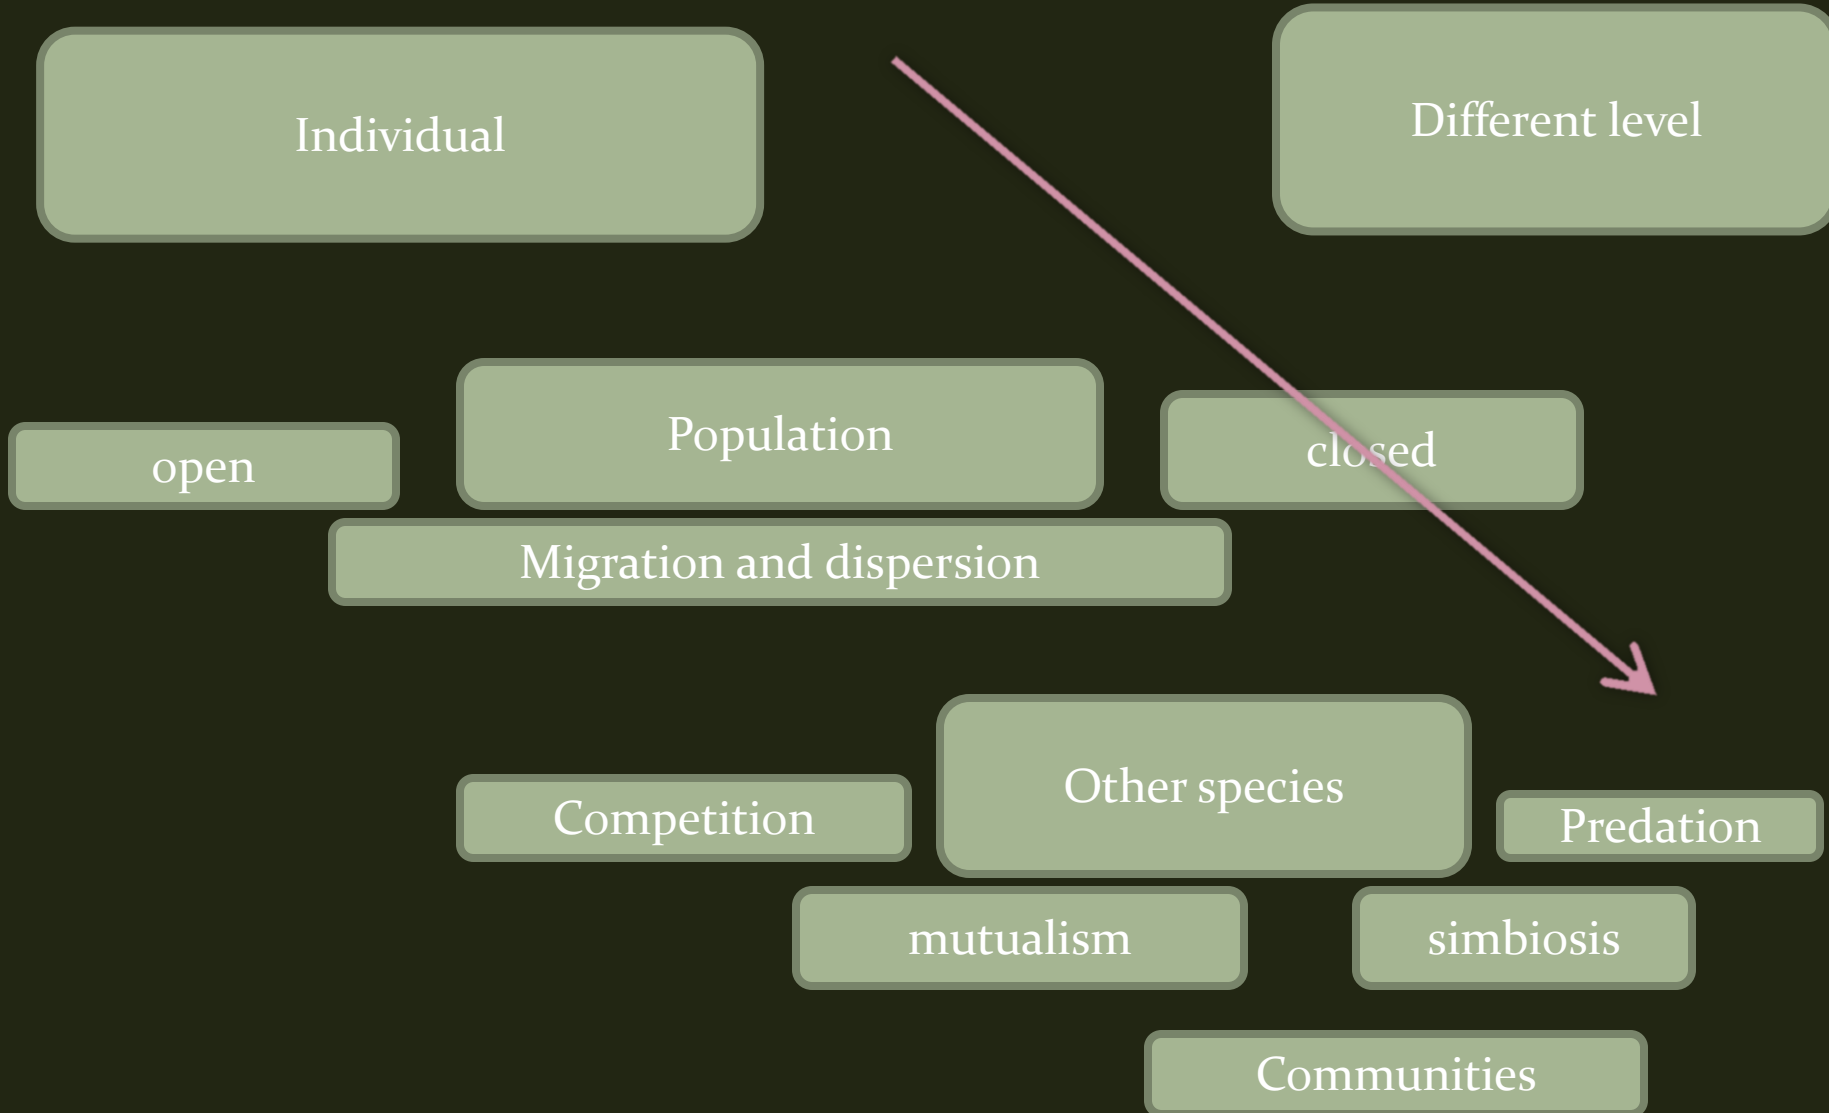 Individual
Different level
Population
open
closed
Migration and dispersion
Other species
Competition
Predation
mutualism
simbiosis
Communities